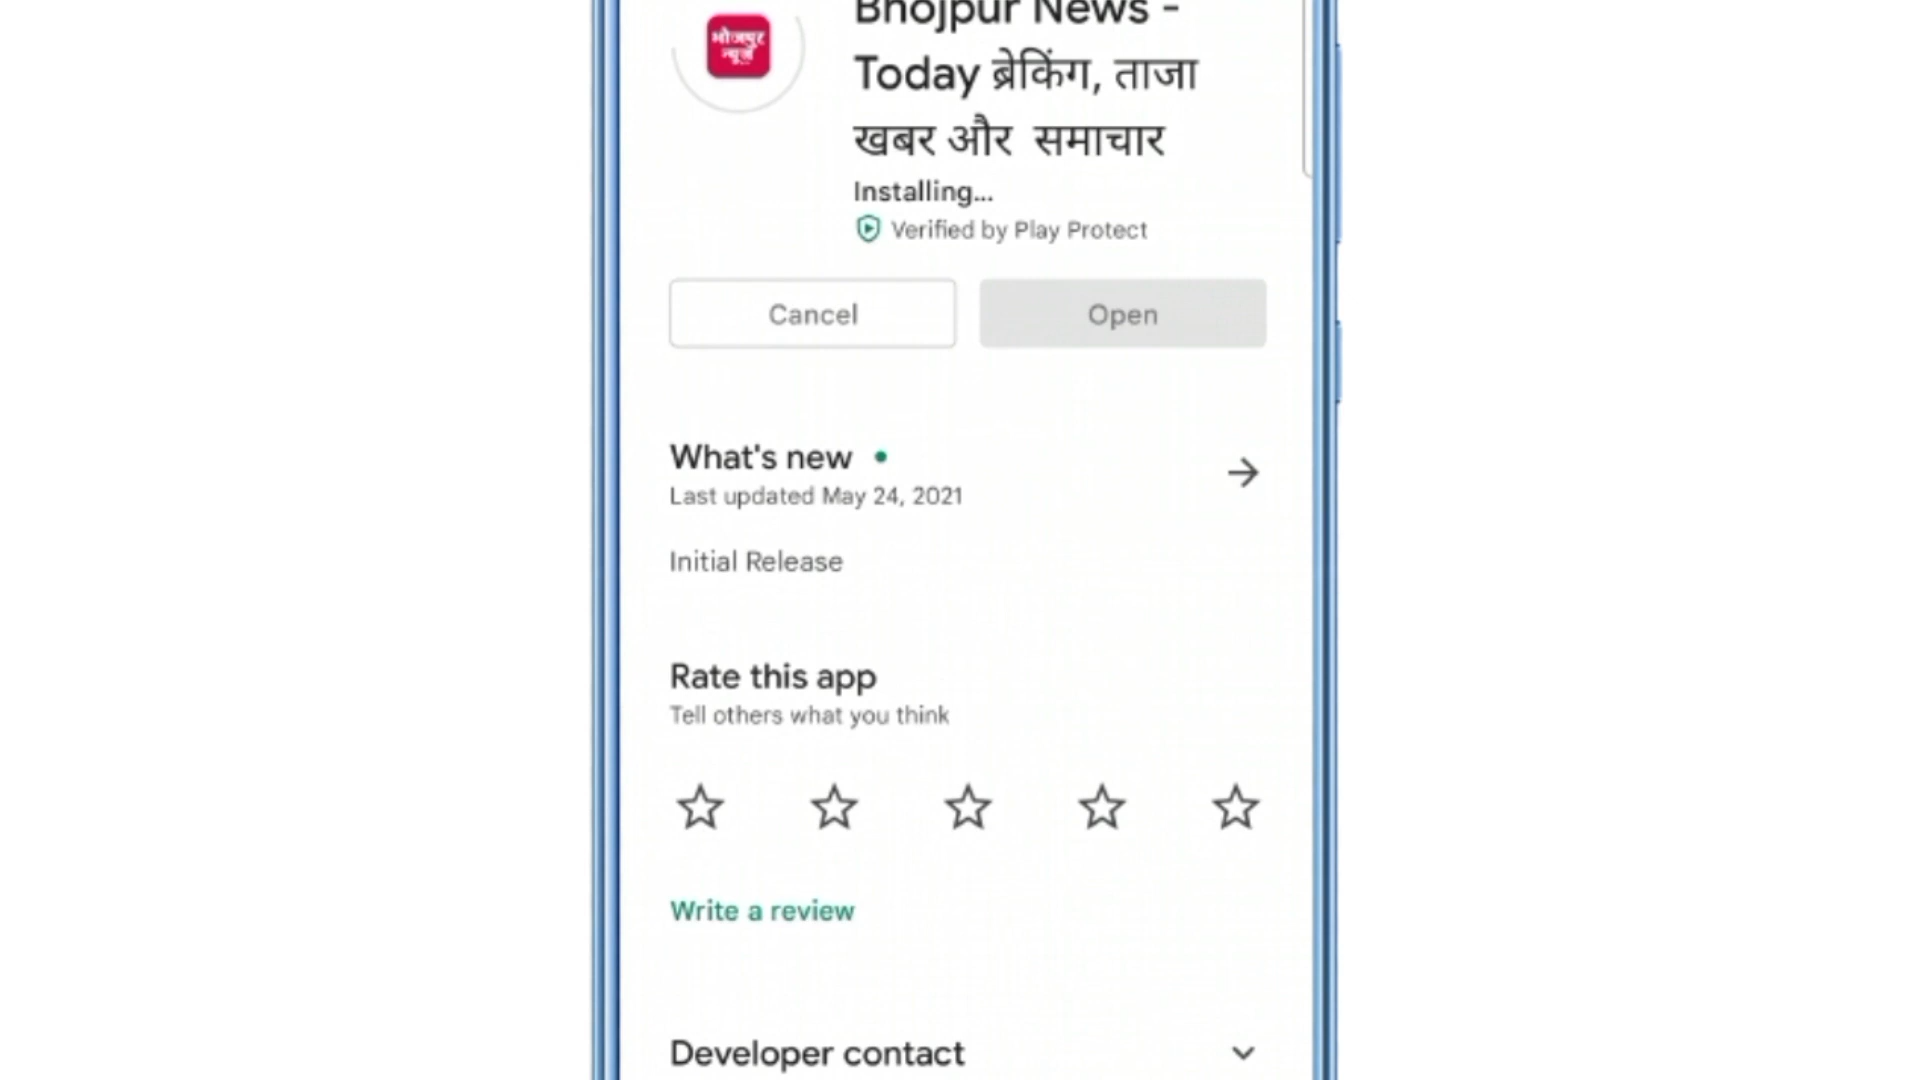 भोजपुर
न्यूज़
Bhojpur News -
Today ब्रेकिंग, ताजा
खबर और समाचार
Installing...
Verified by Play Protect
Cancel
Open
What's new
Last updated May 24, 2021
Initial Release
Rate this app
Tell others what you think
Write a review
Developer contact